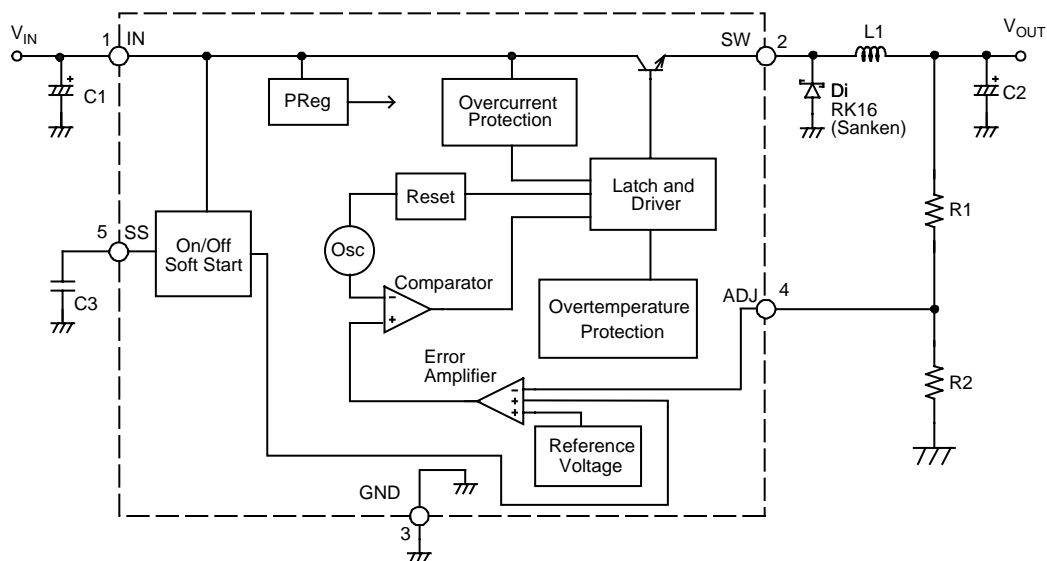 VIN
1
IN
SW
2
L1
VOUT
C1
PReg
Overcurrent
Protection
Di
RK16
(Sanken)
C2
Reset
Latch and
Driver
5
SS
On/Off
Soft Start
Osc
R1
C3
Comparator
−
+
Overtemperature
Protection
ADJ
4
Error
Amplifier
−
+
+
R2
Reference
Voltage
GND
3
+
+